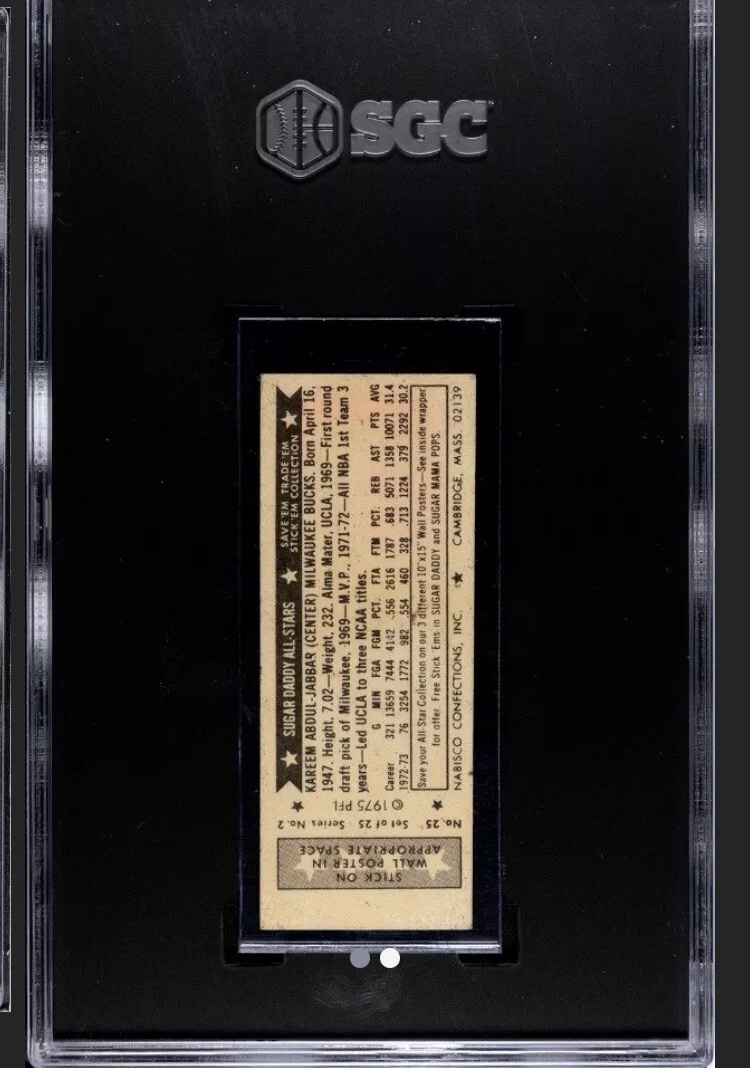 SGC
SUGAR DADDY ALL-STARS
SAVE 'EM TRADE 'EM
STICK 'EM COLLECTION
KAREEM ABDUL-JABBAR (CENTER) MILWAUKEE BUCKS. Born April 16,
1947. Height, 7.02—Weight, 232. Alma Mater, UCLA, 1969—First round
draft pick of Milwaukee, 1969—M.V.P., 1971-72—All NBA 1st Team 3
years—Led UCLA to three NCAA titles.
G MIN FGA FGM PCT. FTA FTM PCT. REB AST PTS AVG
Career 321 13659 7444 4142 .556 2616 1787 .683 5071 1358 10071 31.4
1972-73 76 3254 1772 982 .554 460 328 .713 1224 379 2292 30.2
Save your All-Star Collection on our 3 different 10"x15" Wall Posters—See inside wrapper
for offer. Free Stick Ems in SUGAR DADDY and SUGAR MAMA POPS
NABISCO CONFECTIONS, INC. CAMBRIDGE, MASS 02139
© 1975 PFL
No. 25 Set of 25 Series No. 2
STICK ON
WALL POSTER IN
APPROPRIATE SPACE